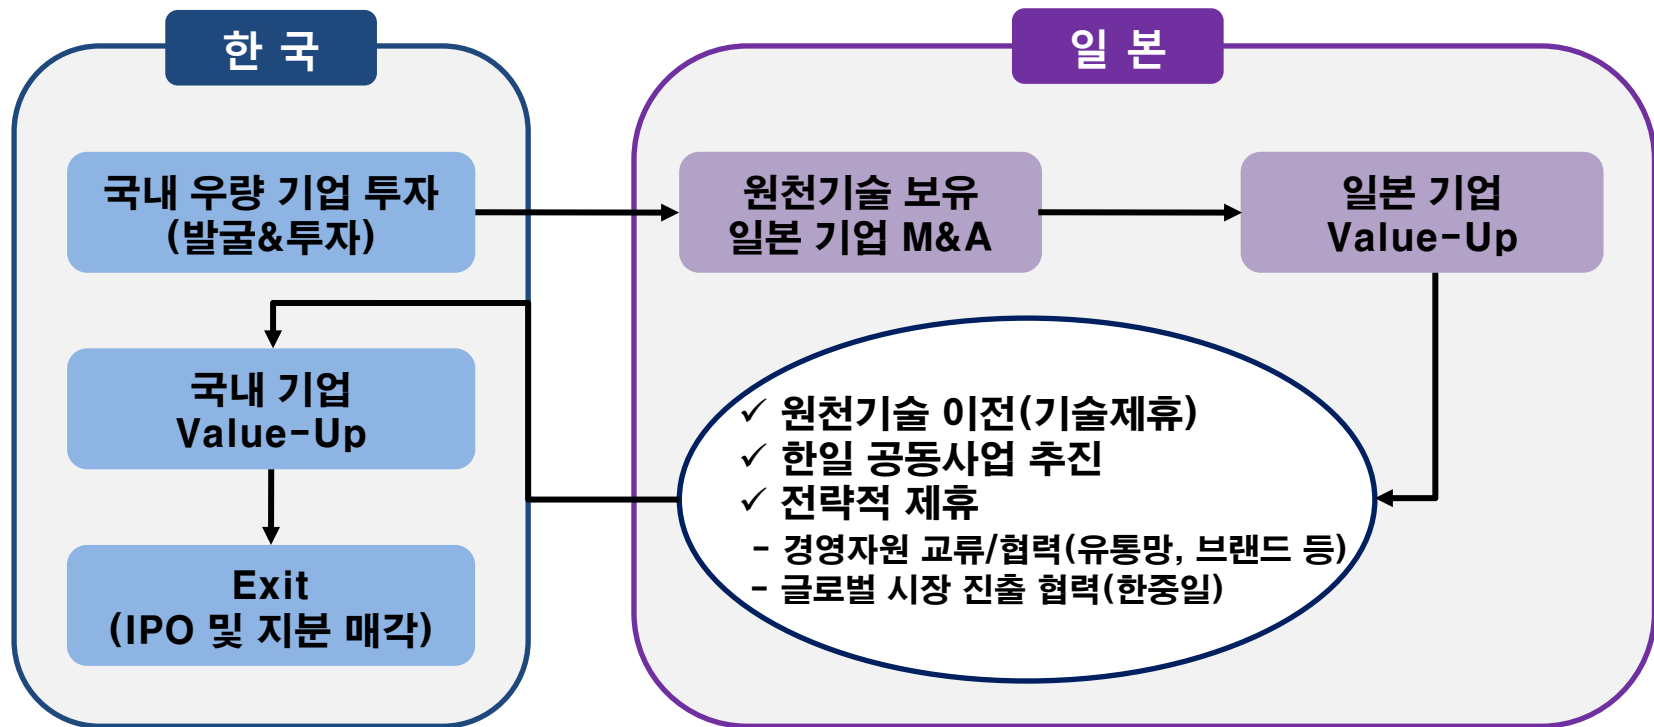 한 국
일 본
국내 우량 기업 투자
(발굴&투자)
원천기술 보유
일본 기업 M&A
일본 기업
Value-Up
국내 기업
Value-Up
✓ 원천기술 이전(기술제휴)
✓ 한일 공동사업 추진
✓ 전략적 제휴
- 경영자원 교류/협력(유통망, 브랜드 등)
- 글로벌 시장 진출 협력(한중일)
Exit
(IPO 및 지분 매각)